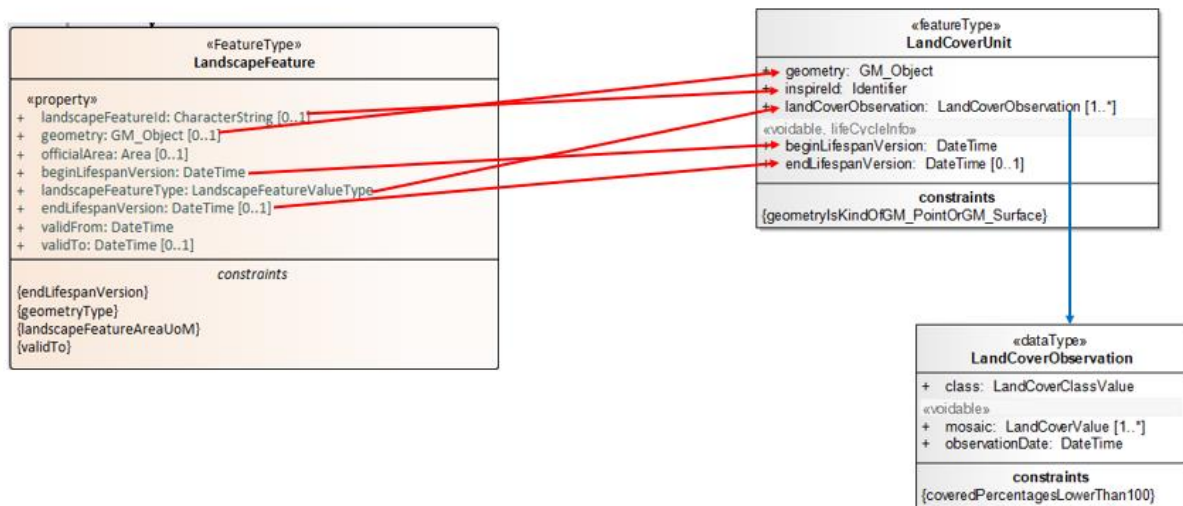 «FeatureType»
LandscapeFeature
«property»
+ landscapeFeatureId: CharacterString [0..1]
+ geometry: GM_Object [0..1]
+ officialArea: Area [0..1]
+ beginLifespanVersion: DateTime
+ landscapeFeatureType: LandscapeFeatureValueType
+ endLifespanVersion: DateTime [0..1]
+ validFrom: DateTime
+ validTo: DateTime [0..1]
constraints
{endLifespanVersion}
{geometryType}
{landscapeFeatureAreaUoM}
{validTo}
«featureType»
LandCoverUnit
+ geometry: GM_Object
+ inspireId: Identifier
+ landCoverObservation: LandCoverObservation [1..*]
«voidable, lifeCycleInfo»
+ beginLifespanVersion: DateTime
+ endLifespanVersion: DateTime [0..1]
constraints
{geometryIsKindOfGM_PointOrGM_Surface}
«dataType»
LandCoverObservation
+ class: LandCoverClassValue
«voidable»
+ mosaic: LandCoverValue [1..*]
+ observationDate: DateTime
constraints
{coveredPercentagesLowerThan100}